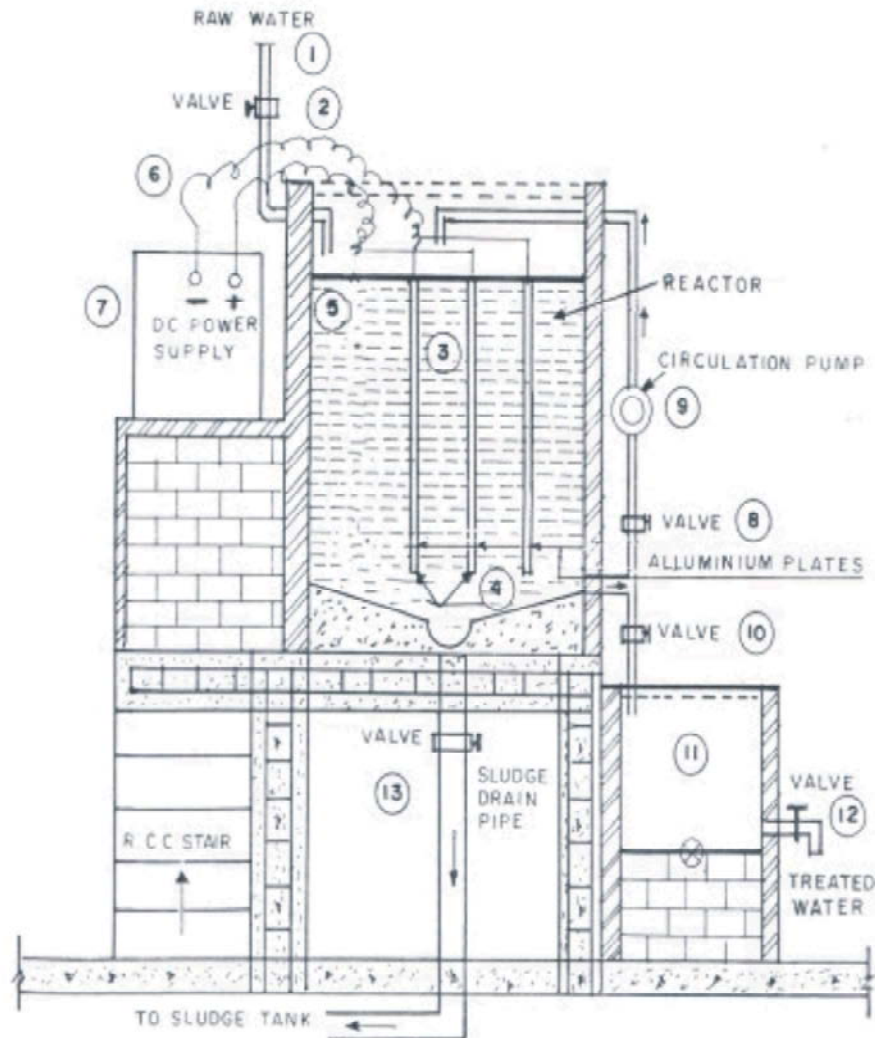 RAW WATER
1
VALVE
2
6
7
- +
DC POWER
SUPPLY
5
3
REACTOR
CIRCULATION PUMP
9
VALVE 8
ALLUMINIUM PLATES
4
VALVE 10
VALVE
13
SLUDGE
DRAIN
PIPE
11
VALVE
12
R C C STAIR
TREATED
WATER
TO SLUDGE TANK